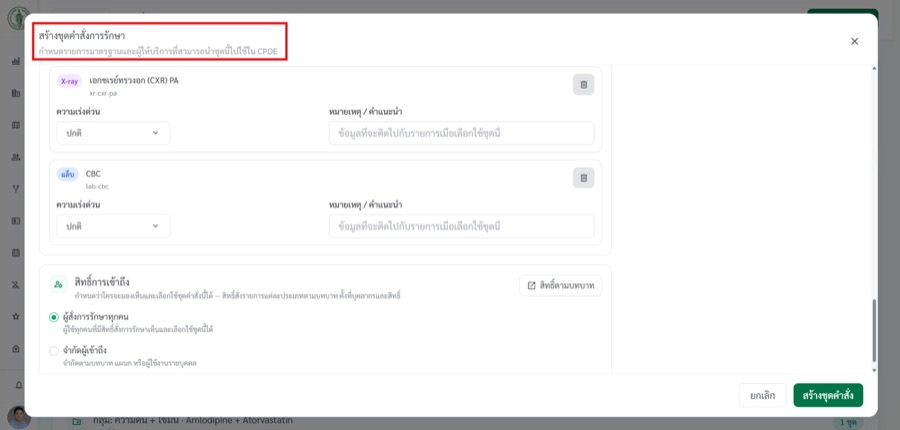 สร้างชุดคำสั่งการรักษา
กำหนดรายการมาตรฐานและผู้ให้บริการที่สามารถนำชุดนี้ไปใช้ใน CPOE
X-ray เอกซเรย์ทรวงอก (CXR) PA
xr-cxr-pa
ความเร่งด่วน หมายเหตุ / คำแนะนำ
ปกติ ข้อมูลที่จะติดไปกับรายการเมื่อเลือกใช้ชุดนี้
แล็บ CBC
lab-cbc
ความเร่งด่วน หมายเหตุ / คำแนะนำ
ปกติ ข้อมูลที่จะติดไปกับรายการเมื่อเลือกใช้ชุดนี้
สิทธิ์การเข้าถึง
กำหนดว่าใครจะมองเห็นและเลือกใช้ชุดคำสั่งนี้ได้ — สิทธิ์สั่งรายการแต่ละประเภทตามบทบาท ตั้งที่บุคลากรและสิทธิ์
สิทธิ์ตามบทบาท
ผู้สั่งการรักษาทุกคน
ผู้ใช้ทุกคนที่มีสิทธิ์สั่งการรักษาเห็นและเลือกใช้ชุดนี้ได้
จำกัดผู้เข้าถึง
จำกัดตามบทบาท แผนก หรือผู้ใช้งานรายบุคคล
ยกเลิก สร้างชุดคำสั่ง
กลุ่ม: ความดัน + ไขมัน · Amlodipine + Atorvastatin
1 ชุด